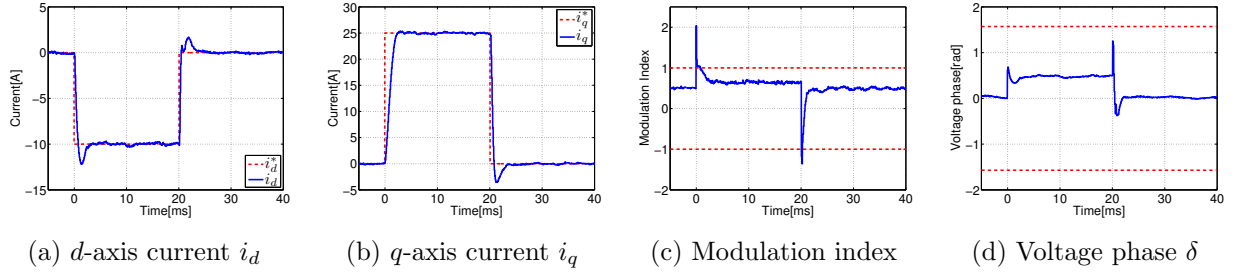 5
0
−5
−10
−15
Current[A]
0 10 20 30 40
Time[ms]
i*d
id
30
25
20
15
10
5
0
−5
Current[A]
0 10 20 30 40
Time[ms]
i*q
iq
2
1
0
−1
−2
Modulation Index
0 10 20 30 40
Time[ms]
2
1
0
−1
−2
Voltage phase[rad]
0 10 20 30 40
Time[ms]
(a) d-axis current id
(b) q-axis current iq
(c) Modulation index
(d) Voltage phase δ